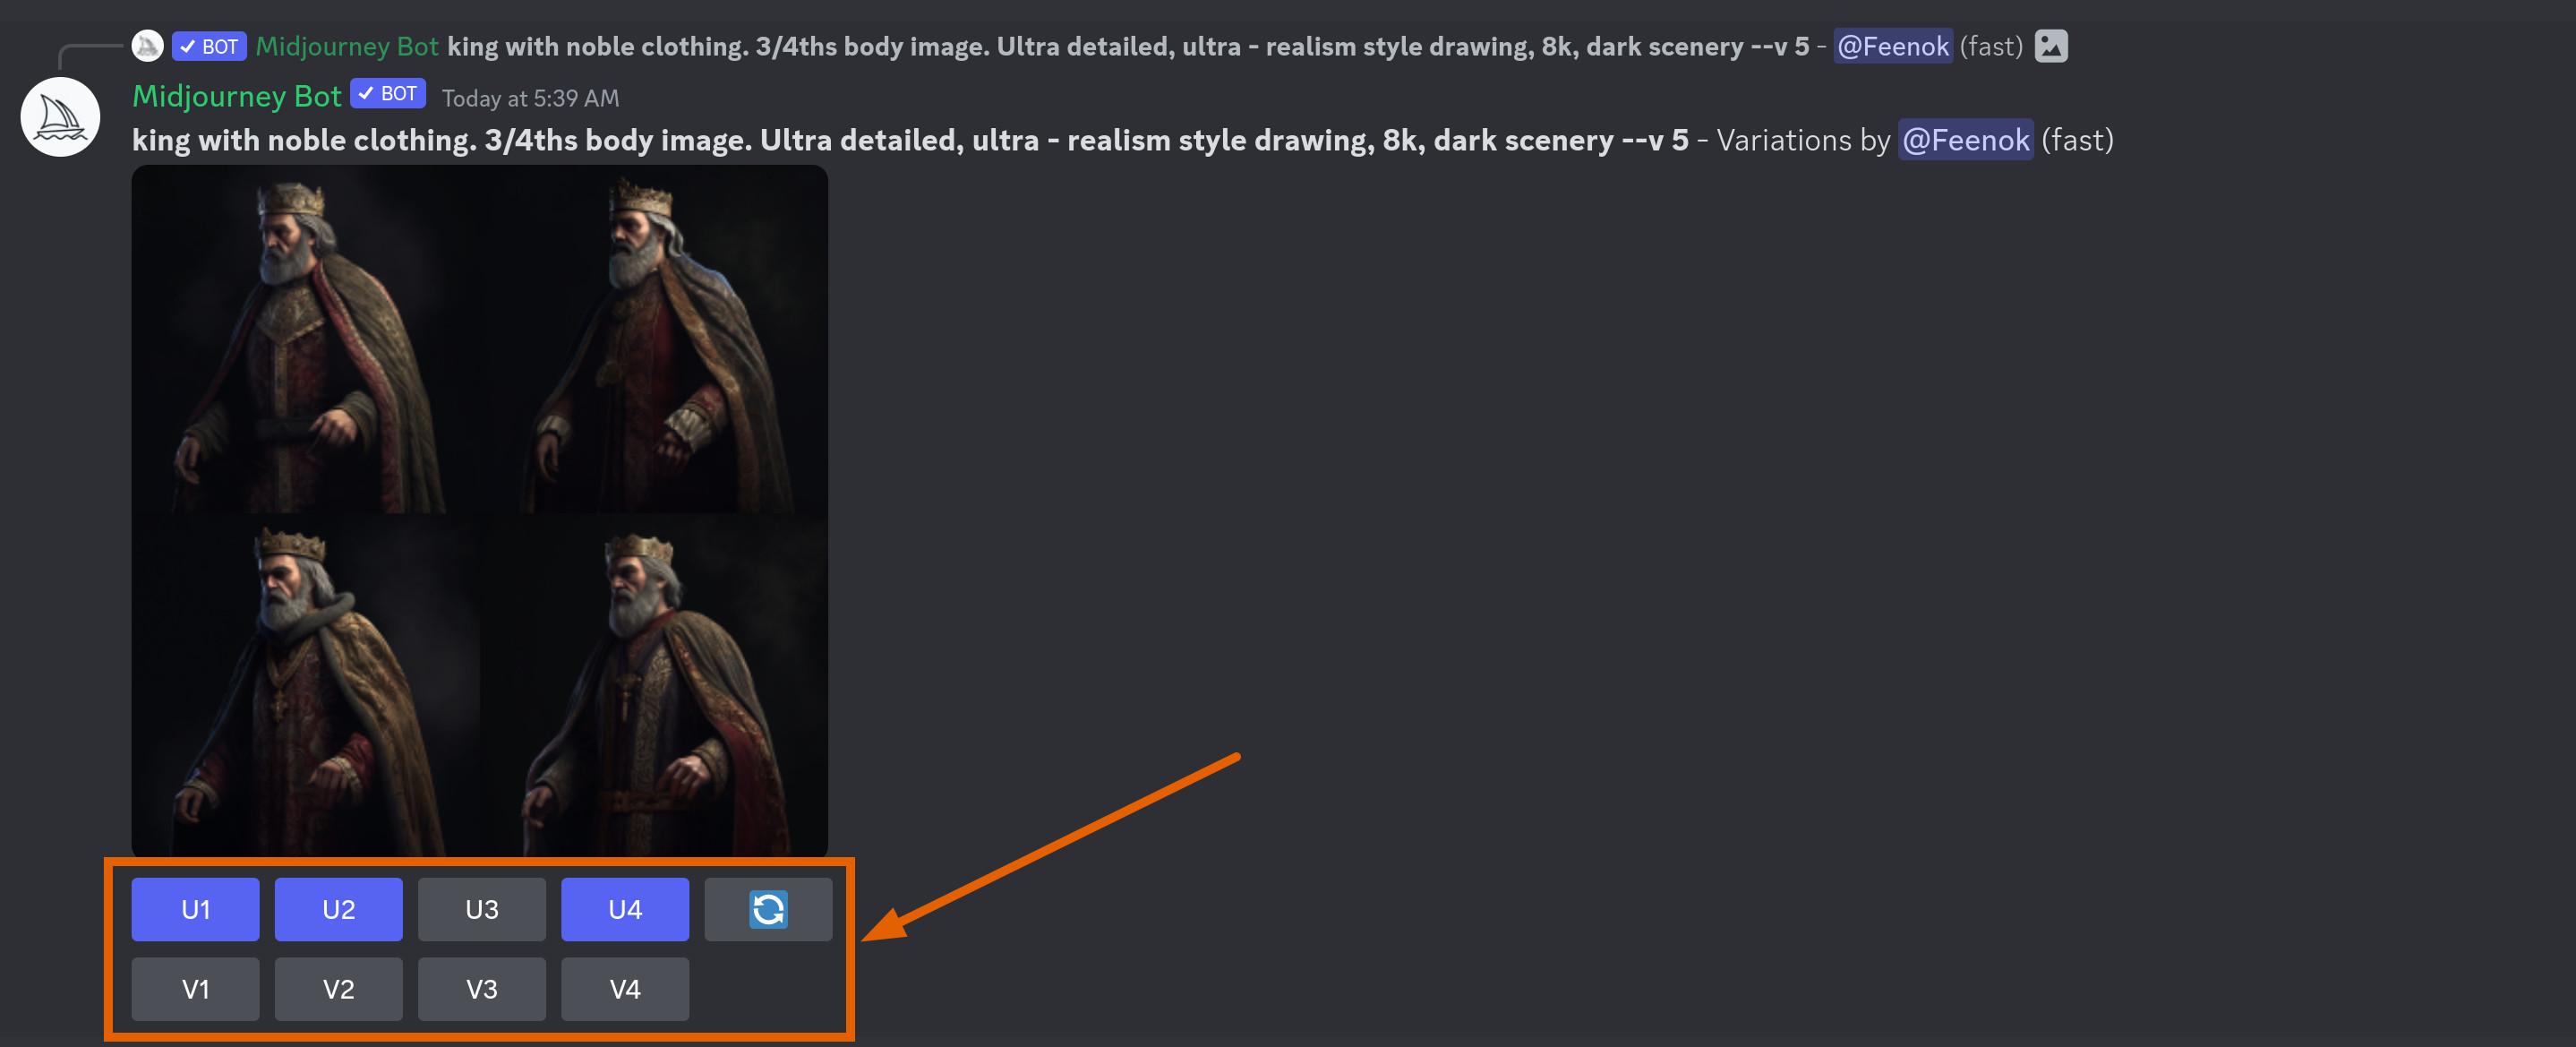 ✓ BOT Midjourney Bot king with noble clothing. 3/4ths body image. Ultra detailed, ultra - realism style drawing, 8k, dark scenery --v 5 - @Feenok (fast)
Midjourney Bot ✓ BOT Today at 5:39 AM
king with noble clothing. 3/4ths body image. Ultra detailed, ultra - realism style drawing, 8k, dark scenery --v 5 - Variations by @Feenok (fast)
U1 U2 U3 U4
V1 V2 V3 V4